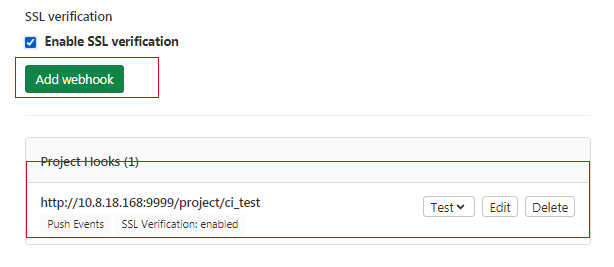 SSL verification
Enable SSL verification
Add webhook
Project Hooks (1)
http://10.8.18.168:9999/project/ci_test
Test Edit Delete
Push Events SSL Verification: enabled